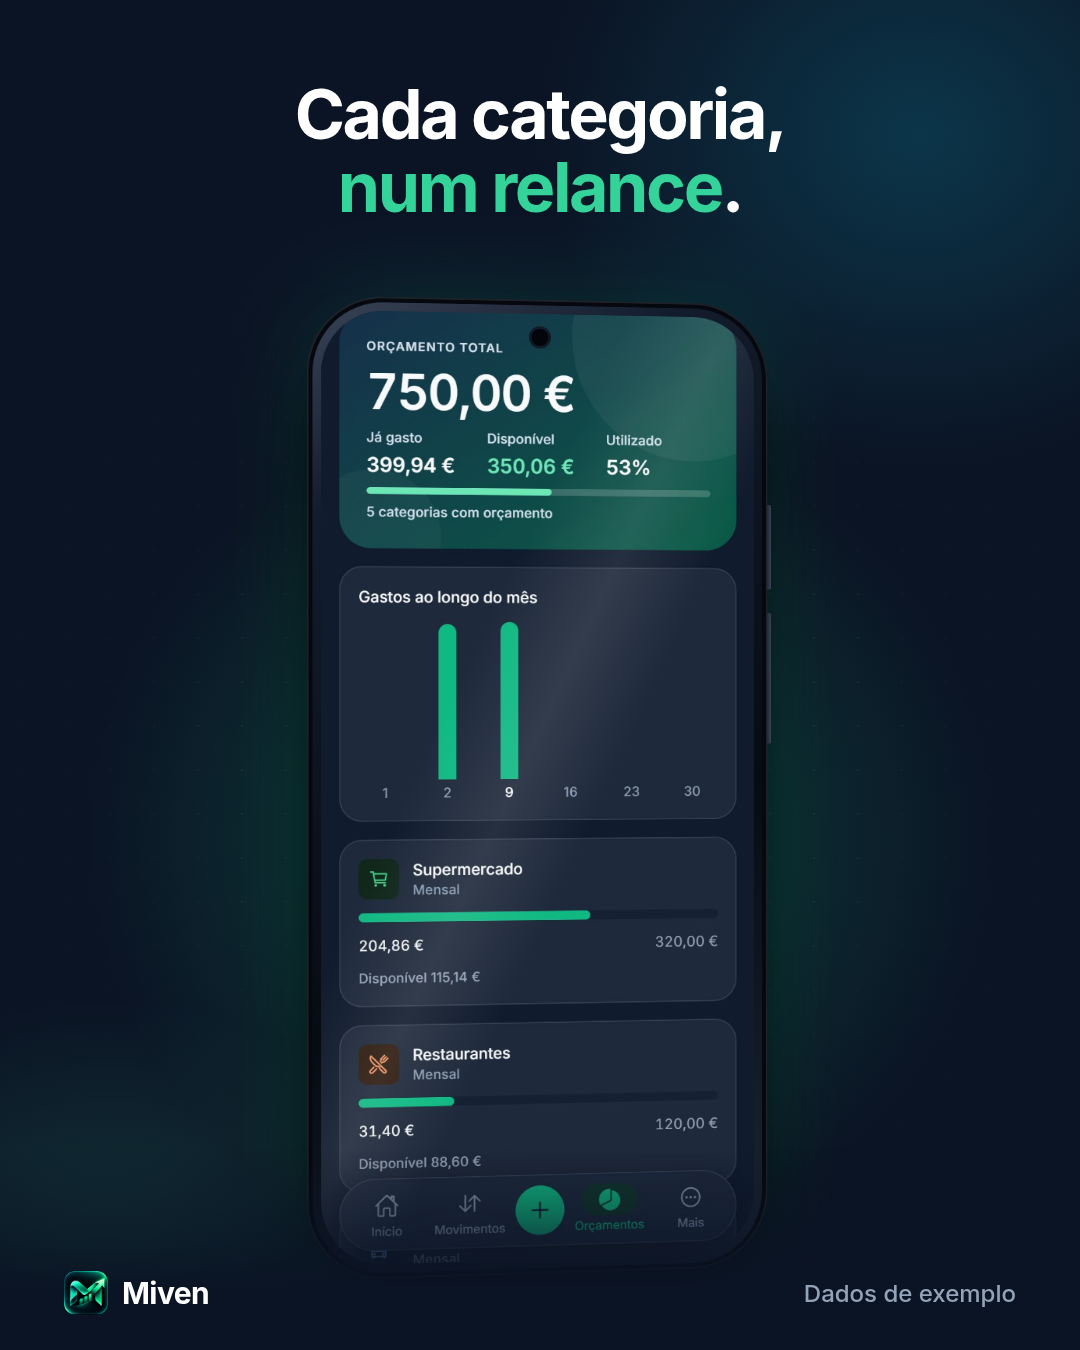 Cada categoria,
num relance.
ORÇAMENTO TOTAL
750,00 €
Já gasto Disponível Utilizado
399,94 € 350,06 € 53%
5 categorias com orçamento
Gastos ao longo do mês
1 2 9 16 23 30
Supermercado
Mensal
204,86 € 320,00 €
Disponível 115,14 €
Restaurantes
Mensal
31,40 € 120,00 €
Disponível 88,60 €
Início Movimentos Orçamentos Mais
Mensal
Miven Dados de exemplo